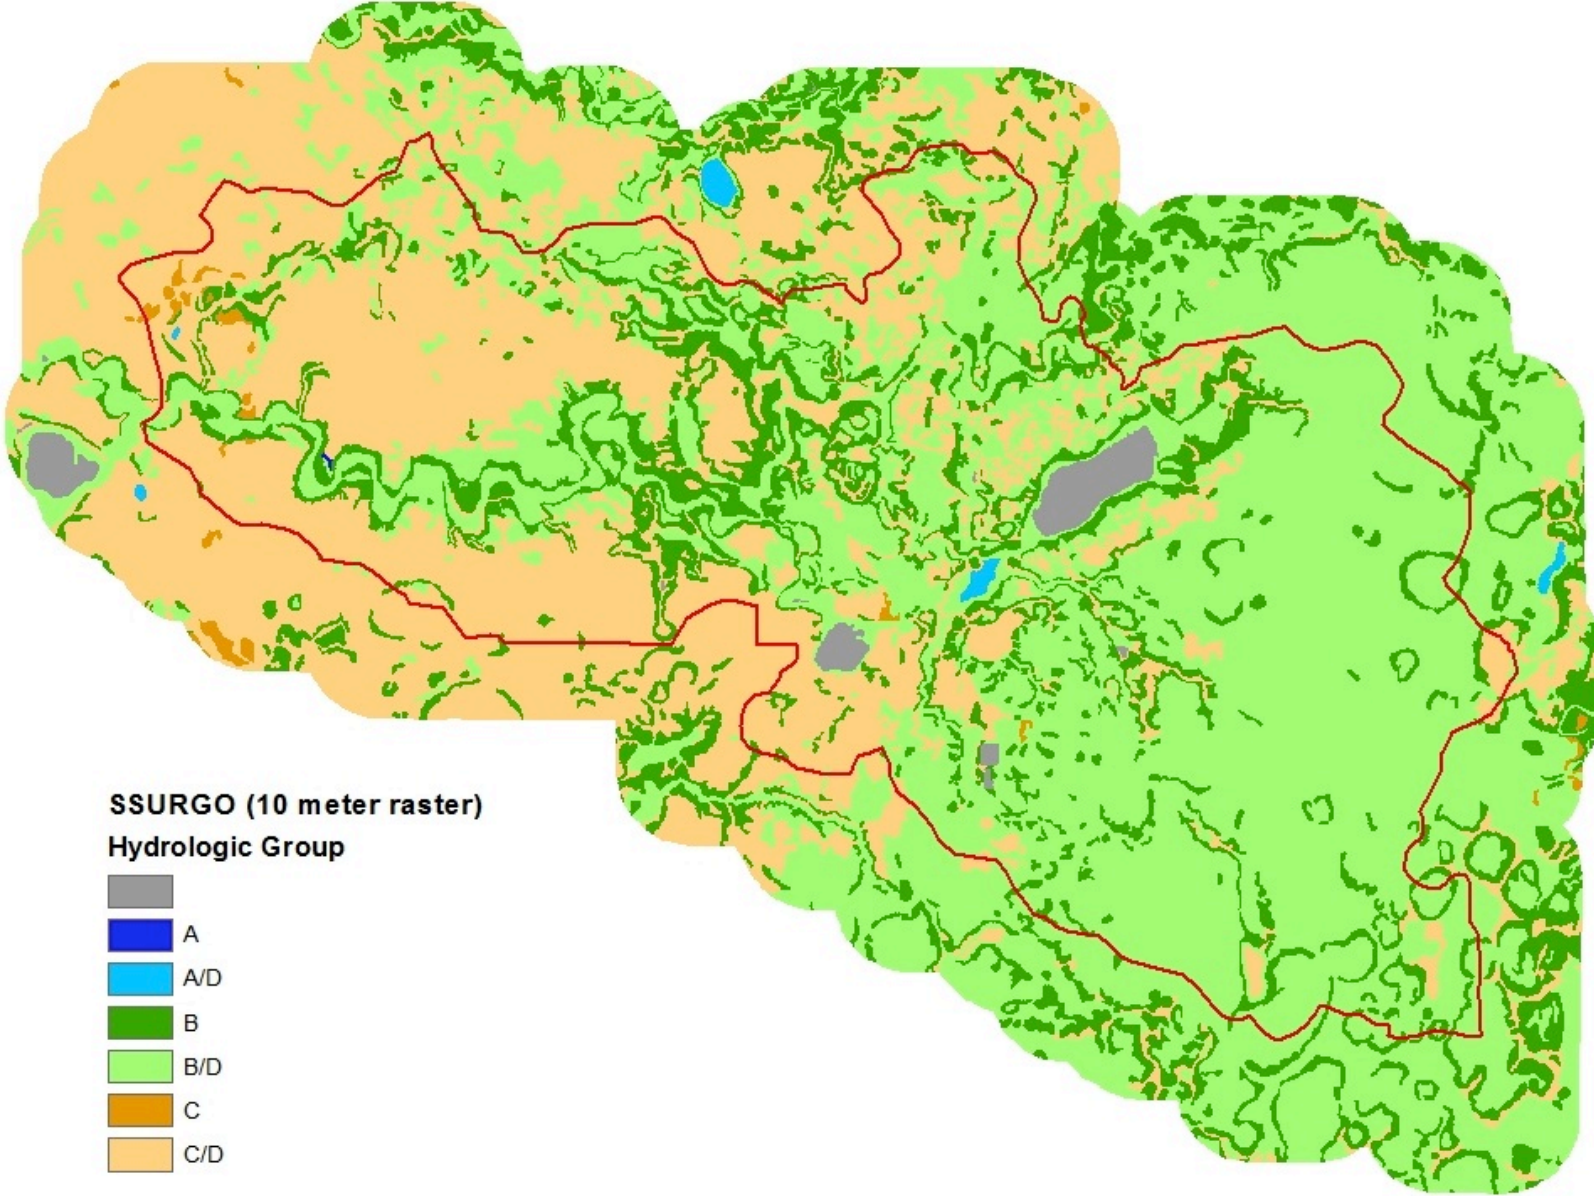 SSURGO (10 meter raster)
Hydrologic Group
A
A/D
B
B/D
C
C/D